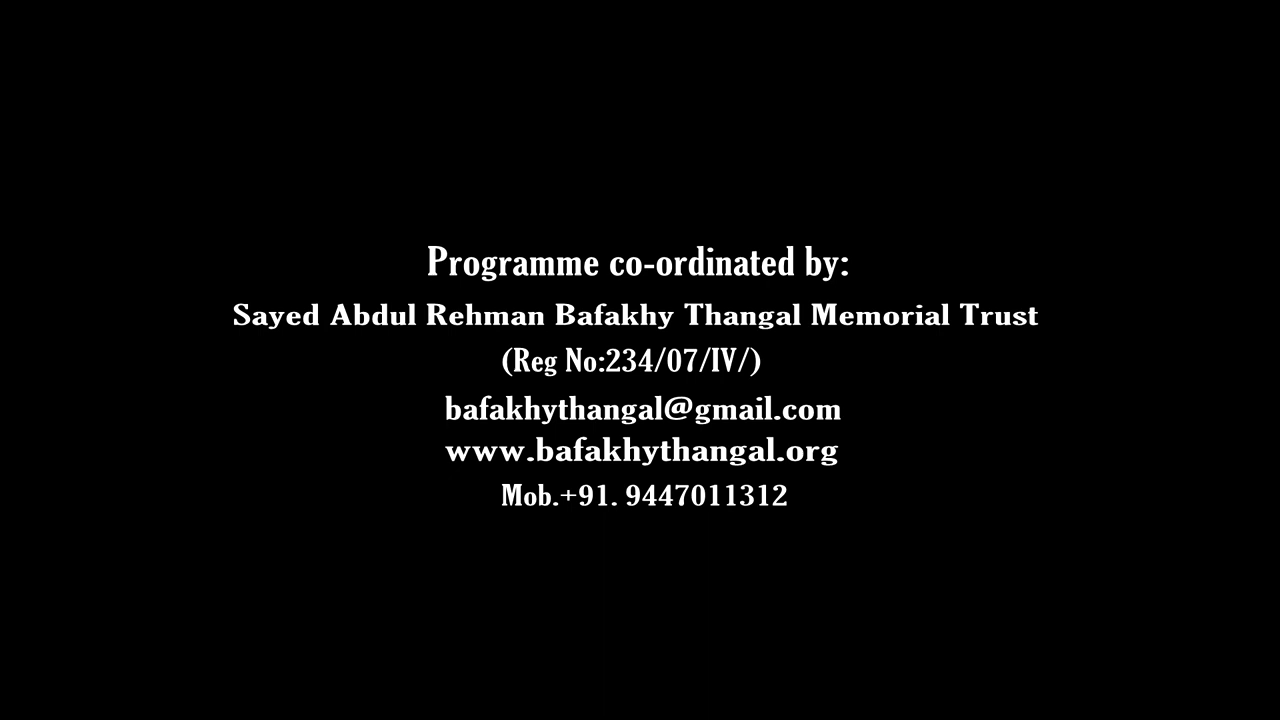 Programme co-ordinated by:
Sayed Abdul Rehman Bafakhy Thangal Memorial Trust
(Reg No:234/07/IV/)
bafakhythangal@gmail.com
www.bafakhythangal.org
Mob.+91. 9447011312